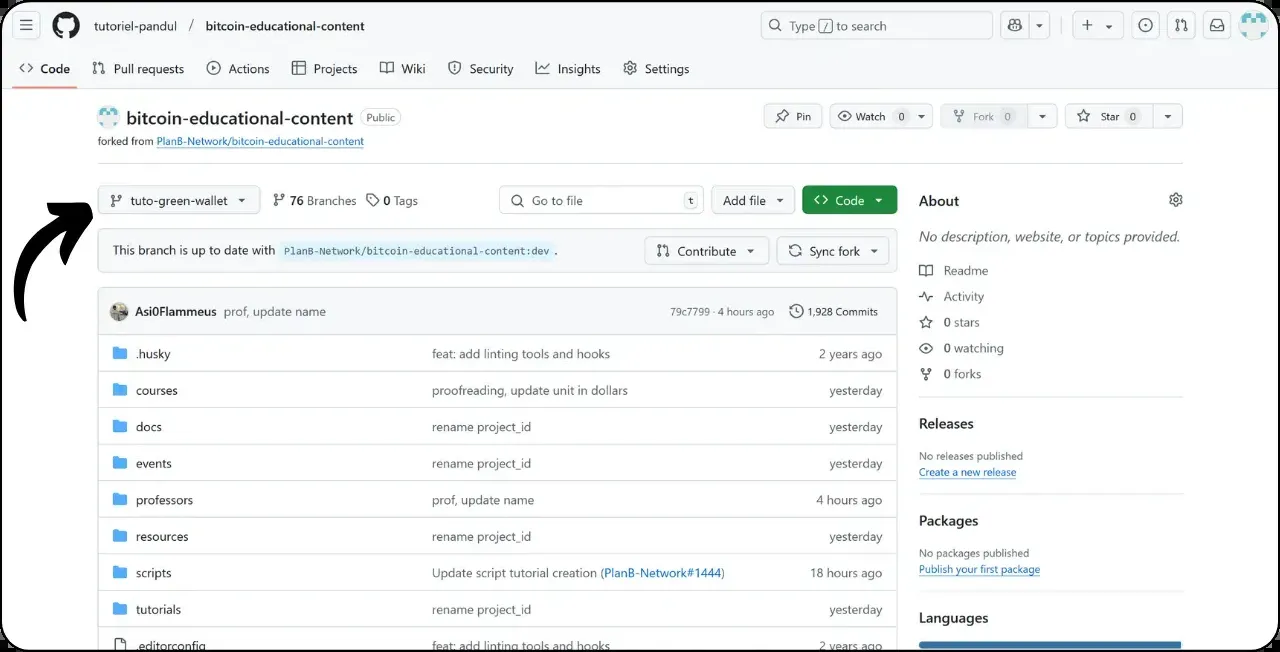 tutoriel-pandul / bitcoin-educational-content
Type / to search
Code Pull requests Actions Projects Wiki Security Insights Settings
bitcoin-educational-content Public
Pin Watch 0 Fork 0 Star 0
forked from PlanB-Network/bitcoin-educational-content
tuto-green-wallet 76 Branches 0 Tags Go to file t Add file Code
This branch is up to date with PlanB-Network/bitcoin-educational-content:dev .
Contribute Sync fork
Asi0Flammeus prof, update name 79c7799 · 4 hours ago 1,928 Commits
.husky feat: add linting tools and hooks 2 years ago
courses proofreading, update unit in dollars yesterday
docs rename project_id yesterday
events rename project_id yesterday
professors prof, update name 4 hours ago
resources rename project_id yesterday
scripts Update script tutorial creation (PlanB-Network#1444) 18 hours ago
tutorials rename project_id yesterday
.editorconfig feat: add linting tools and hooks 2 years ago
About
No description, website, or topics provided.
Readme
Activity
0 stars
0 watching
0 forks
Releases
No releases published
Create a new release
Packages
No packages published
Publish your first package
Languages